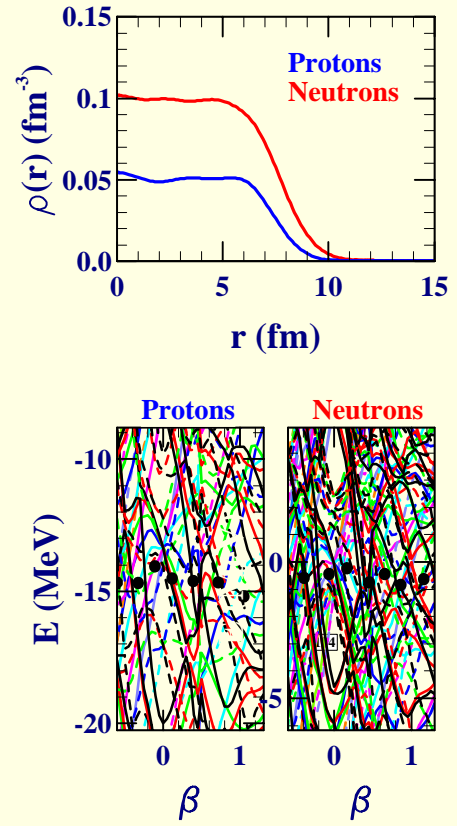 0.15
0.1
0.05
0.0
ρ(r) (fm⁻³)
Protons
Neutrons
0 5 10 15
r (fm)
Protons Neutrons
-10
-15
-20
E (MeV)
0
-5
0 1
0 1
β β